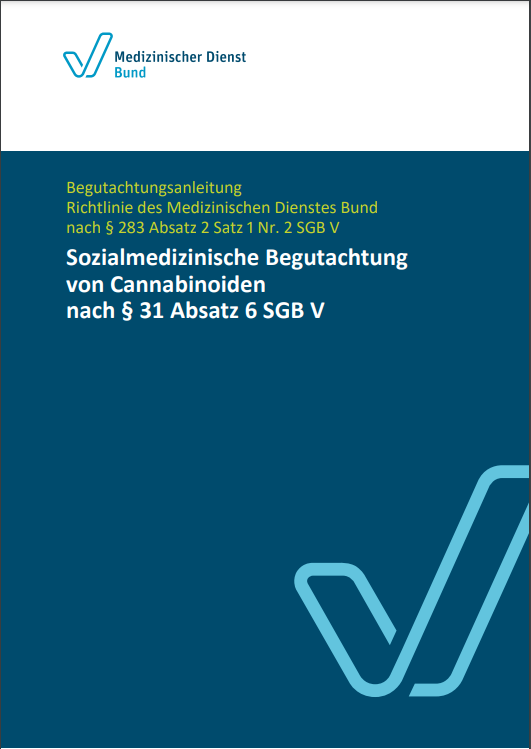 Medizinischer Dienst
Bund
Begutachtungsanleitung
Richtlinie des Medizinischen Dienstes Bund
nach § 283 Absatz 2 Satz 1 Nr. 2 SGB V
Sozialmedizinische Begutachtung
von Cannabinoiden
nach § 31 Absatz 6 SGB V